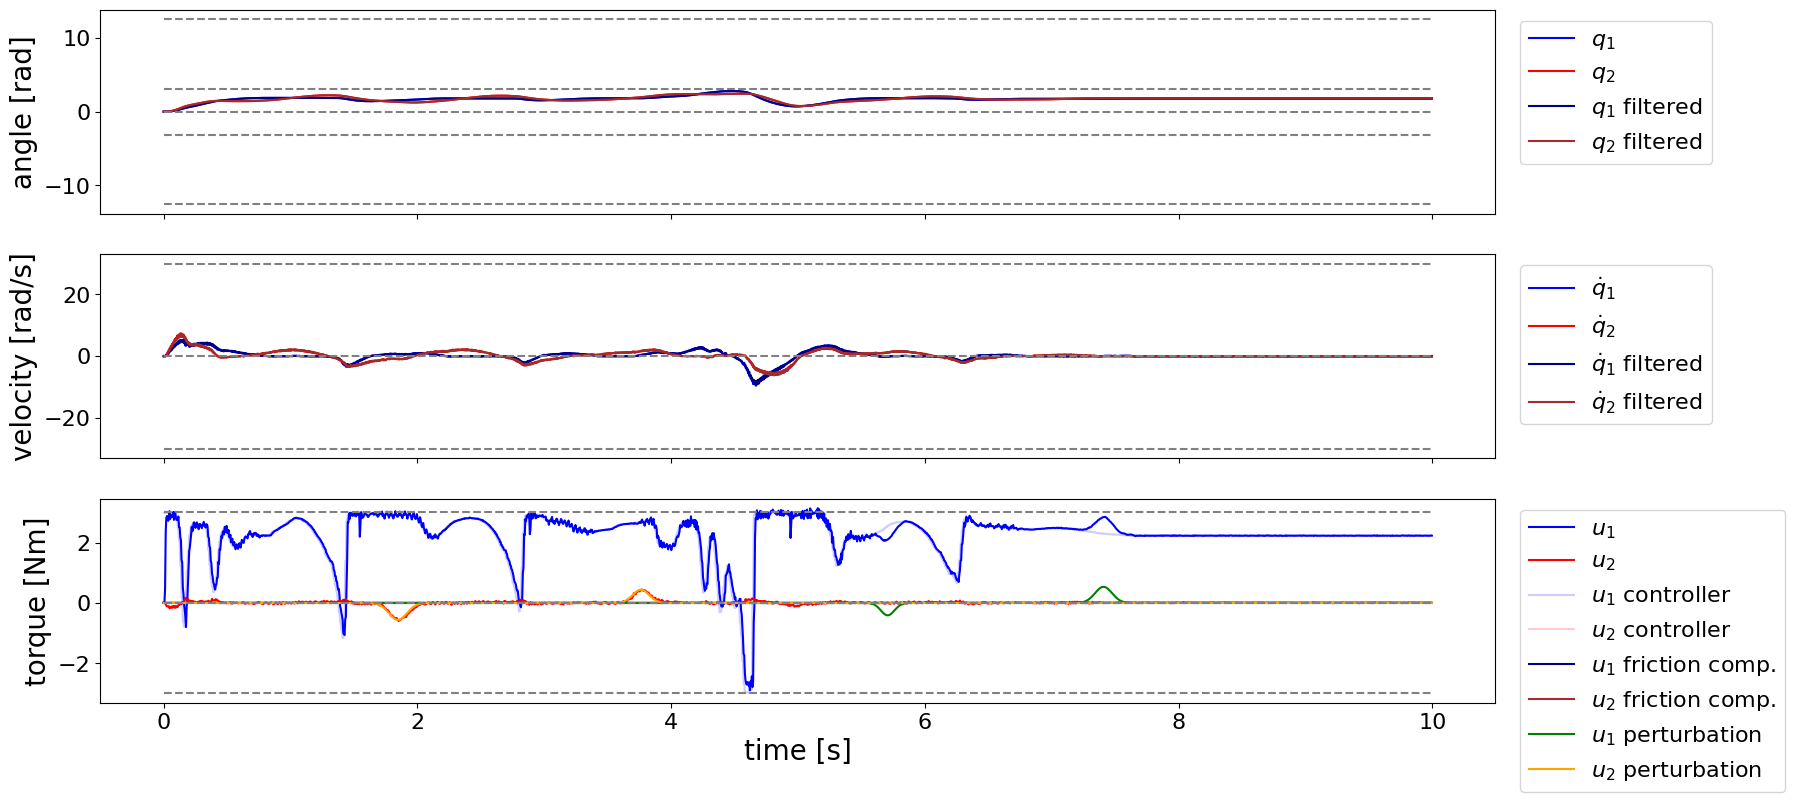 angle [rad]
10
0
−10
q₁
q₂
q₁ filtered
q₂ filtered
velocity [rad/s]
20
0
−20
q̇₁
q̇₂
q̇₁ filtered
q̇₂ filtered
torque [Nm]
2
0
−2
0 2 4 6 8 10
time [s]
u₁
u₂
u₁ controller
u₂ controller
u₁ friction comp.
u₂ friction comp.
u₁ perturbation
u₂ perturbation